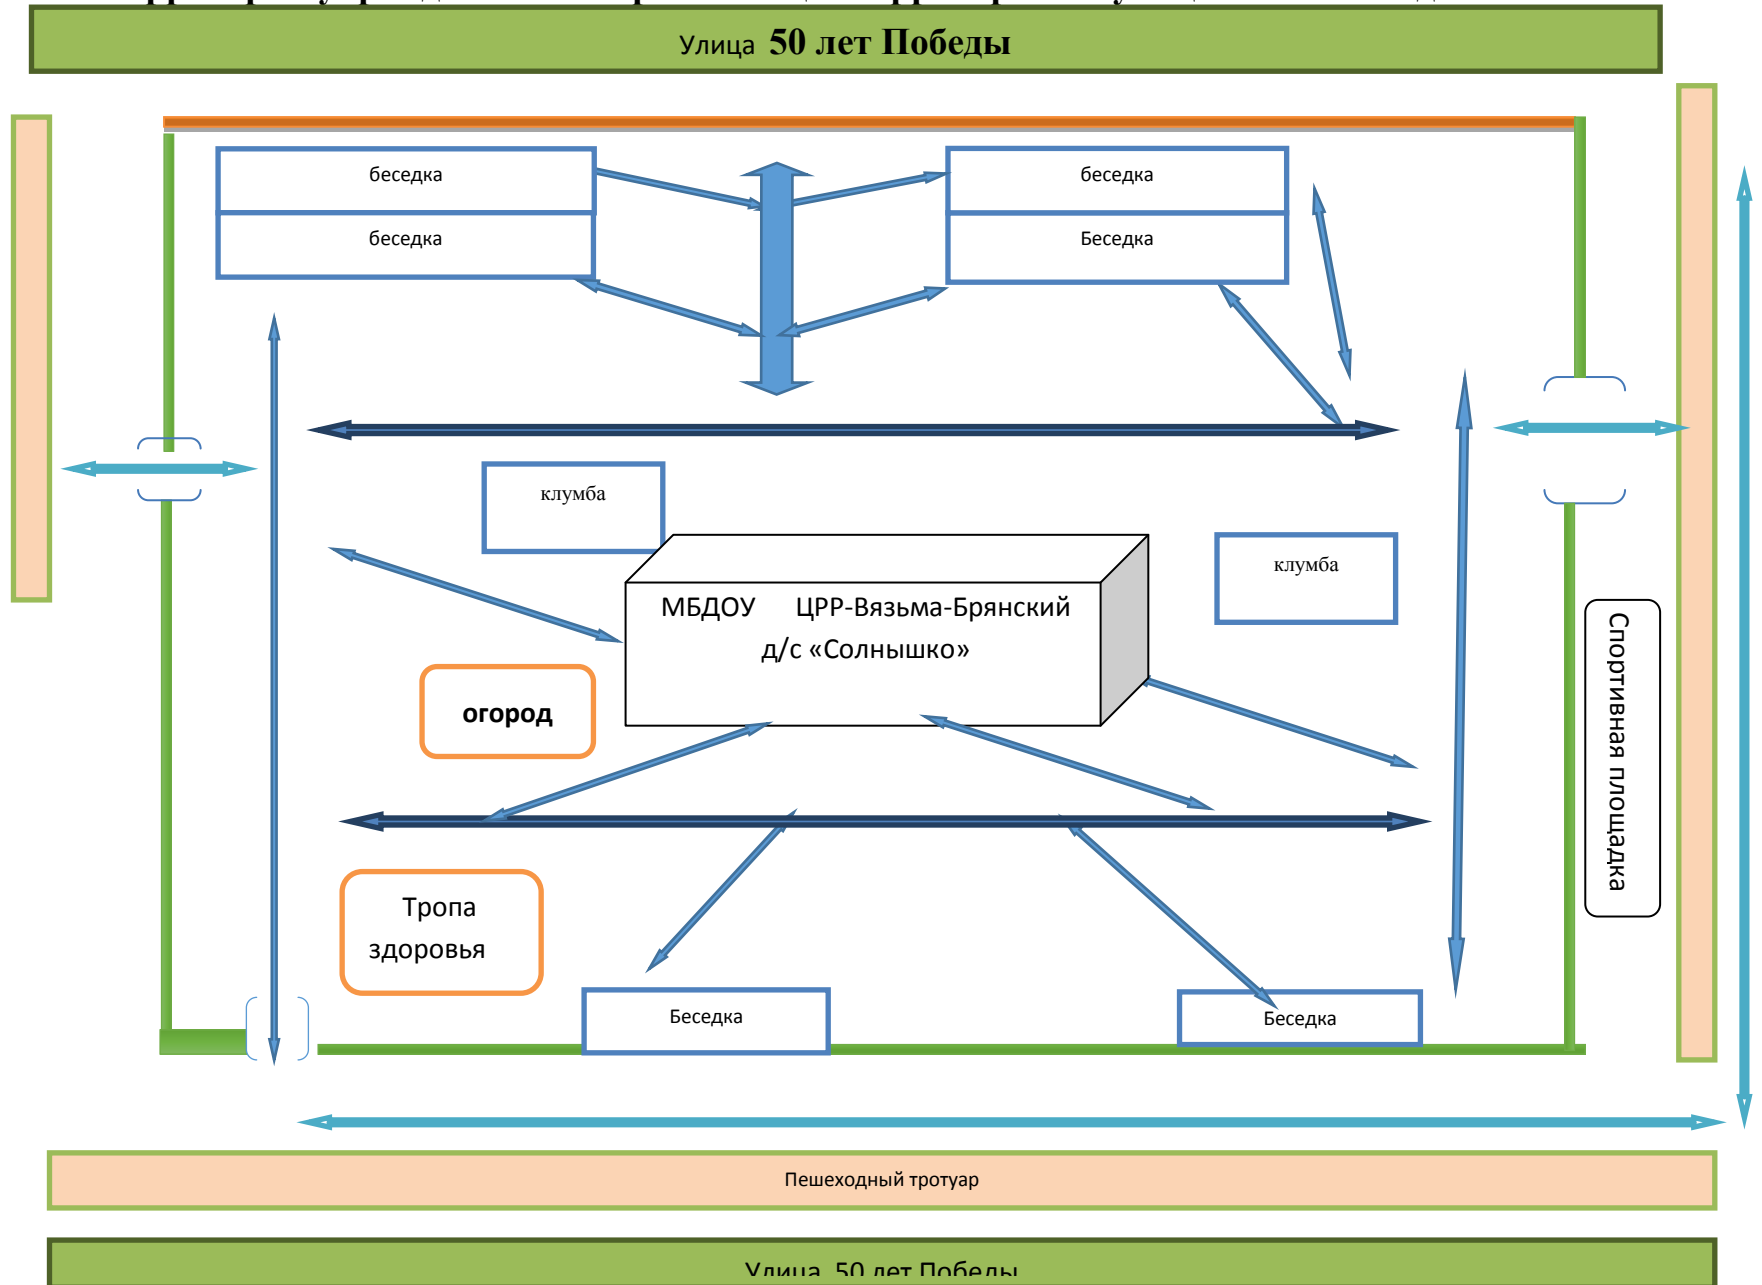 Улица 50 лет Победы
беседка
беседка
беседка
Беседка
клумба
клумба
МБДОУ ЦРР-Вязьма-Брянский
д/с «Солнышко»
огород
Спортивная площадка
Тропа
здоровья
Беседка
Беседка
Пешеходный тротуар
Улица 50 лет Победы